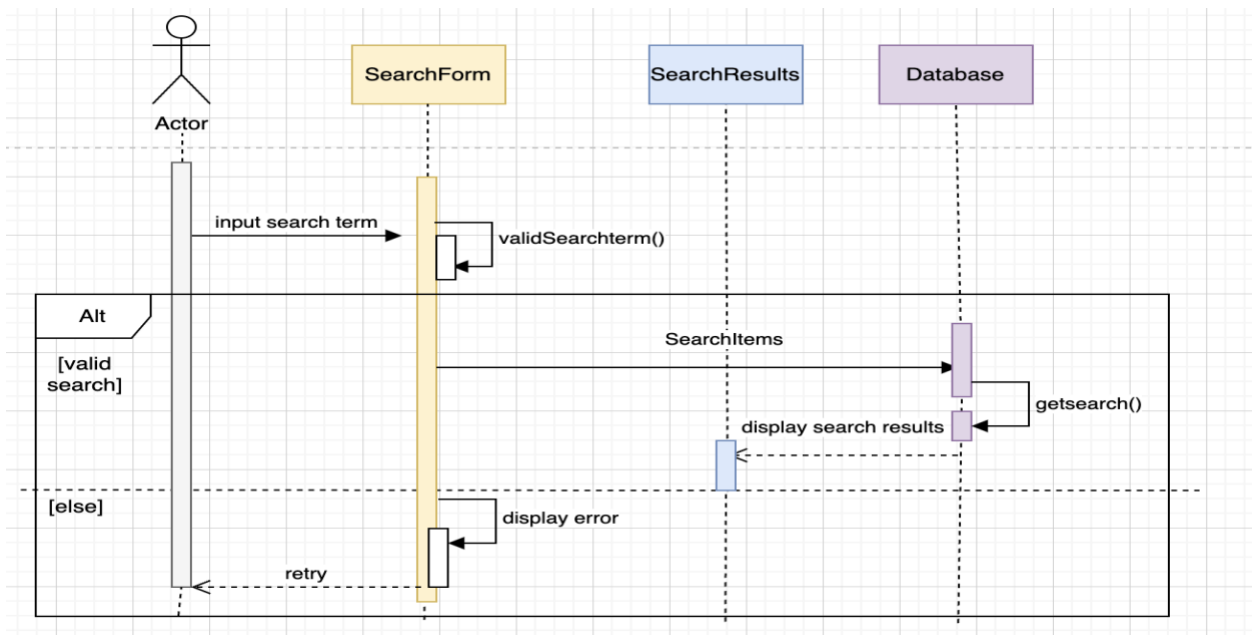 SearchForm
SearchResults
Database
Actor
input search term
validSearchterm()
Alt
SearchItems
[valid
search]
getsearch()
display search results
[else]
display error
retry